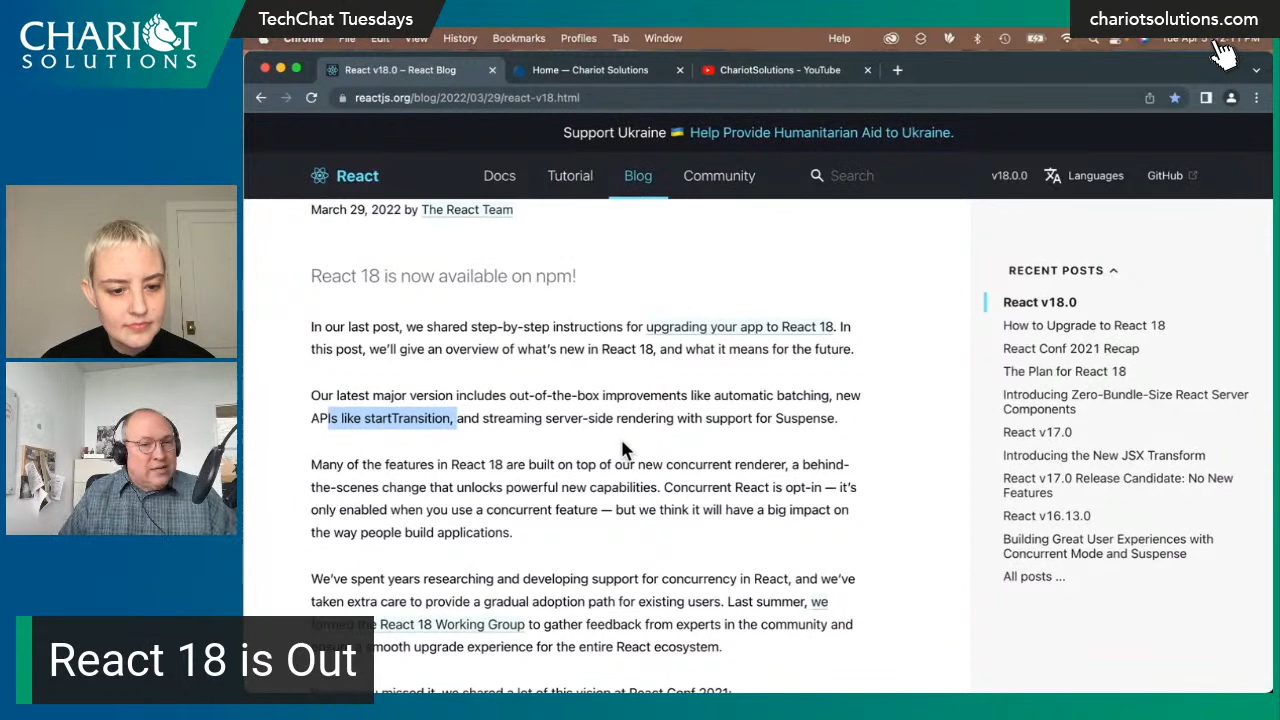 CHARIOT
SOLUTIONS
TechChat Tuesdays
chariotsolutions.com
Chrome File Edit View History Bookmarks Profiles Tab Window Help
React v18.0 – React Blog
Home — Chariot Solutions
ChariotSolutions - YouTube
reactjs.org/blog/2022/03/29/react-v18.html
Support Ukraine 🇺🇦 Help Provide Humanitarian Aid to Ukraine.
React Docs Tutorial Blog Community Search v18.0.0 Languages GitHub
March 29, 2022 by The React Team
React 18 is now available on npm!
In our last post, we shared step-by-step instructions for upgrading your app to React 18. In
this post, we’ll give an overview of what’s new in React 18, and what it means for the future.
Our latest major version includes out-of-the-box improvements like automatic batching, new
APIs like startTransition, and streaming server-side rendering with support for Suspense.
Many of the features in React 18 are built on top of our new concurrent renderer, a behind-
the-scenes change that unlocks powerful new capabilities. Concurrent React is opt-in — it’s
only enabled when you use a concurrent feature — but we think it will have a big impact on
the way people build applications.
We’ve spent years researching and developing support for concurrency in React, and we’ve
taken extra care to provide a gradual adoption path for existing users. Last summer, we
formed the React 18 Working Group to gather feedback from experts in the community and
smooth upgrade experience for the entire React ecosystem.
missed it, we shared a lot of this vision at React Conf 2021:
RECENT POSTS
React v18.0
How to Upgrade to React 18
React Conf 2021 Recap
The Plan for React 18
Introducing Zero-Bundle-Size React Server
Components
React v17.0
Introducing the New JSX Transform
React v17.0 Release Candidate: No New
Features
React v16.13.0
Building Great User Experiences with
Concurrent Mode and Suspense
All posts ...
React 18 is Out